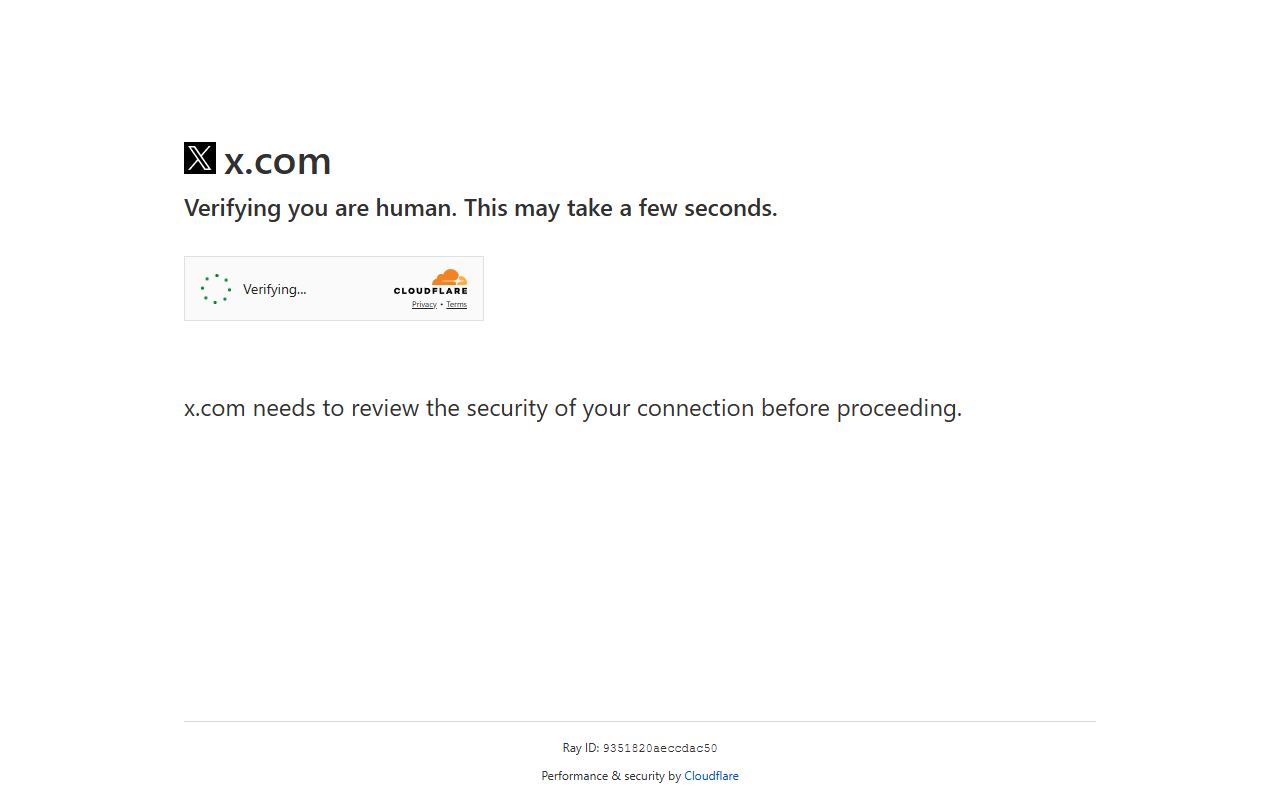 x.com
Verifying you are human. This may take a few seconds.
Verifying...
CLOUDFLARE
Privacy • Terms
x.com needs to review the security of your connection before proceeding.
Ray ID: 9351820aeccdac50
Performance & security by Cloudflare